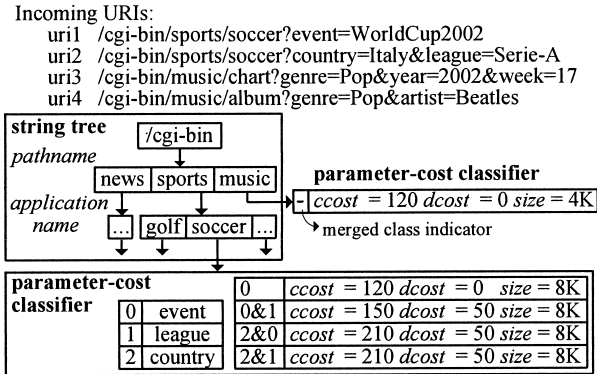 Incoming URIs:
uri1 /cgi-bin/sports/soccer?event=WorldCup2002
uri2 /cgi-bin/sports/soccer?country=Italy&league=Serie-A
uri3 /cgi-bin/music/chart?genre=Pop&year=2002&week=17
uri4 /cgi-bin/music/album?genre=Pop&artist=Beatles
string tree
/cgi-bin
pathname
news sports music
parameter-cost classifier
- ccost = 120 dcost = 0 size = 4K
merged class indicator
application
name
... golf soccer ...
parameter-cost
classifier
0 event
1 league
2 country
0 ccost = 120 dcost = 0 size = 8K
0&1 ccost = 150 dcost = 50 size = 8K
2&0 ccost = 210 dcost = 50 size = 8K
2&1 ccost = 210 dcost = 50 size = 8K